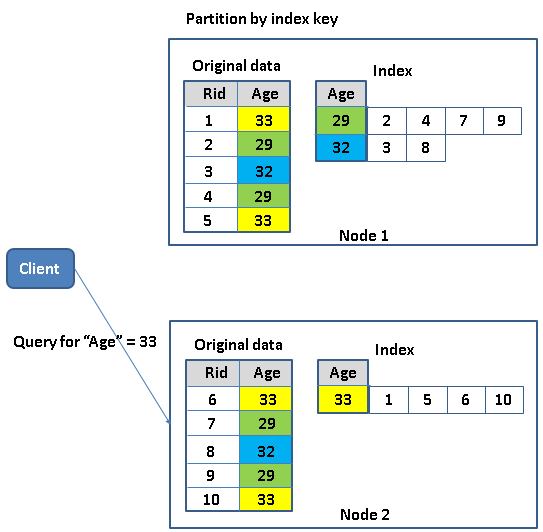 Partition by index key
Original data
Index
Rid Age
1 33
2 29
3 32
4 29
5 33
Age
29 2 4 7 9
32 3 8
Node 1
Client
Query for “Age” = 33
Original data
Index
Rid Age
6 33
7 29
8 32
9 29
10 33
Age
33 1 5 6 10
Node 2